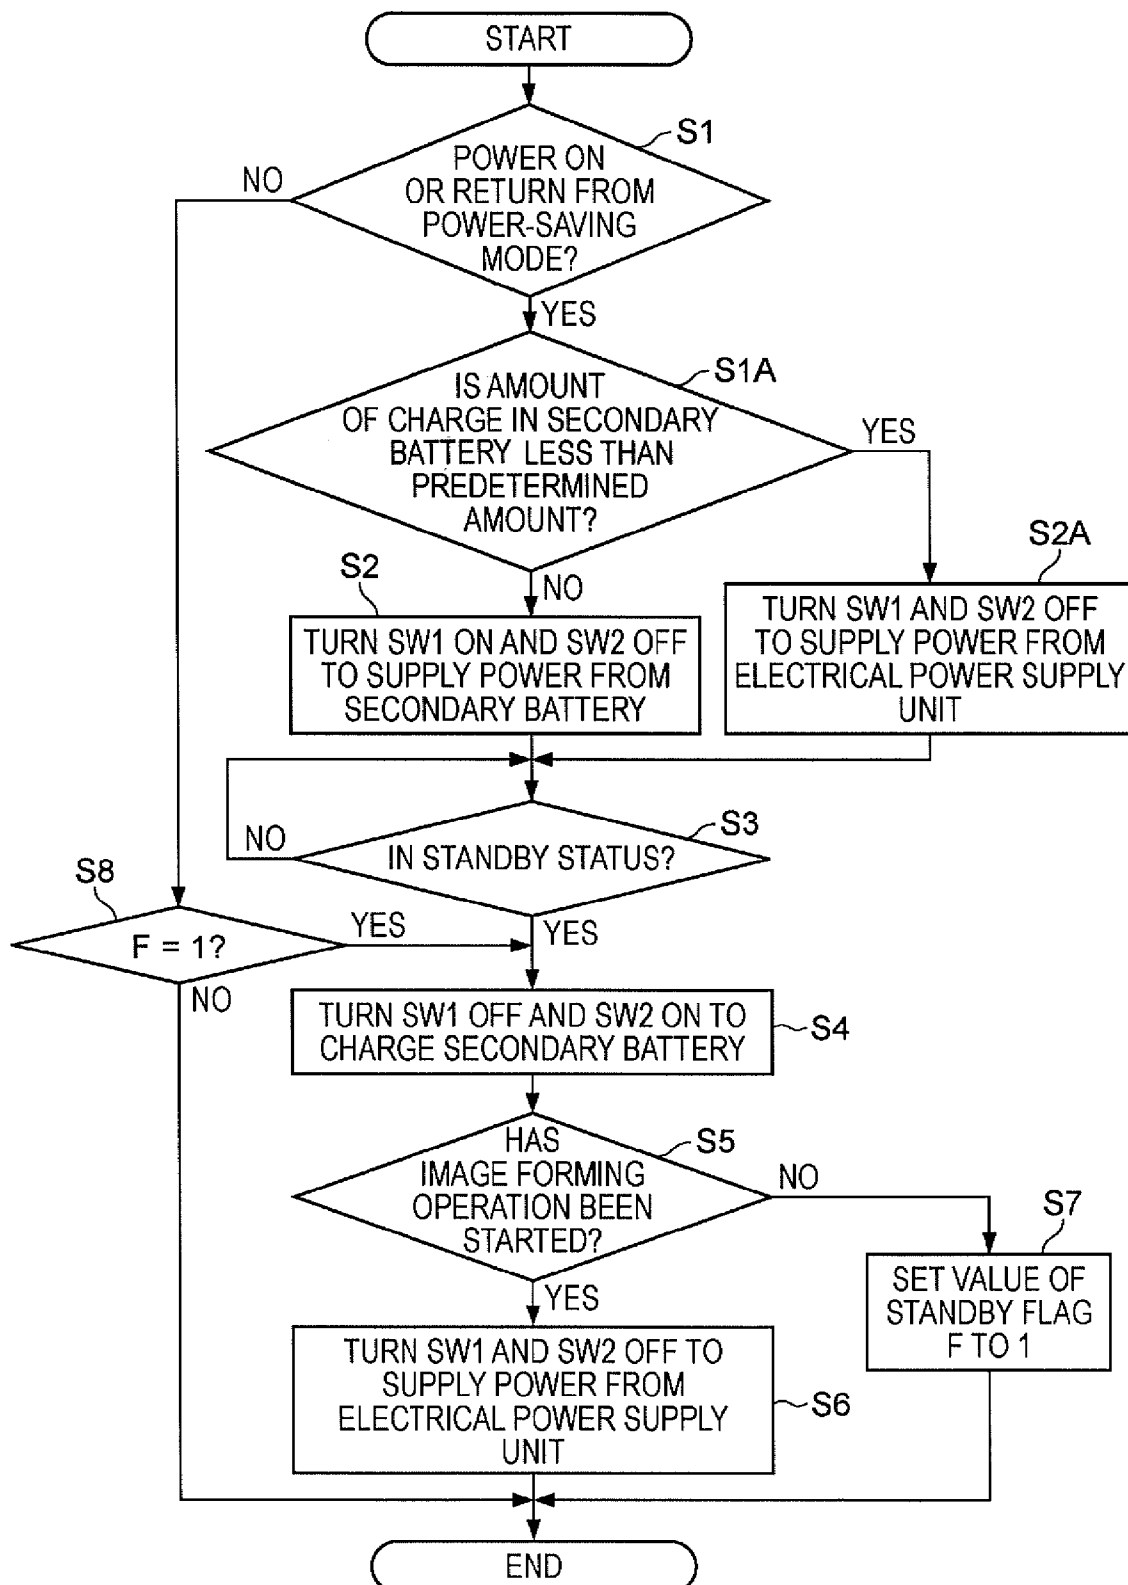 START
S1
POWER ON
OR RETURN FROM
POWER-SAVING
MODE?
NO
YES
S1A
IS AMOUNT
OF CHARGE IN SECONDARY
BATTERY LESS THAN
PREDETERMINED
AMOUNT?
YES
NO
S2
TURN SW1 ON AND SW2 OFF
TO SUPPLY POWER FROM
SECONDARY BATTERY
S2A
TURN SW1 AND SW2 OFF
TO SUPPLY POWER FROM
ELECTRICAL POWER SUPPLY
UNIT
S3
NO
IN STANDBY STATUS?
YES
S8
F = 1?
YES
NO
TURN SW1 OFF AND SW2 ON TO
CHARGE SECONDARY BATTERY
S4
S5
HAS
IMAGE FORMING
OPERATION BEEN
STARTED?
NO
YES
S7
SET VALUE OF
STANDBY FLAG
F TO 1
TURN SW1 AND SW2 OFF TO
SUPPLY POWER FROM
ELECTRICAL POWER SUPPLY
UNIT
S6
END